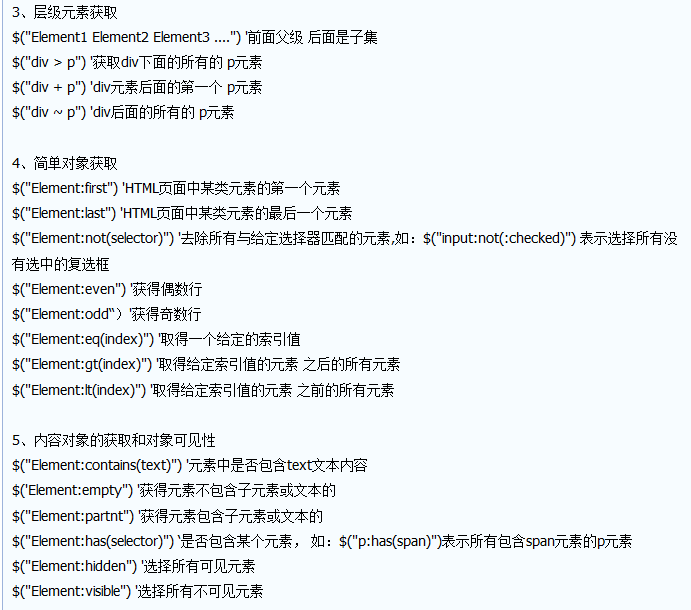 3、层级元素获取
$("Element1 Element2 Element3 ....") '前面父级 后面是子集
$("div > p") '获取div下面的所有的 p元素
$("div + p") 'div元素后面的第一个 p元素
$("div ~ p") 'div后面的所有的 p元素
4、简单对象获取
$("Element:first") 'HTML页面中某类元素的第一个元素
$("Element:last") 'HTML页面中某类元素的最后一个元素
$("Element:not(selector)") '去除所有与给定选择器匹配的元素,如：$("input:not(:checked)") 表示选择所有没
有选中的复选框
$("Element:even") '获得偶数行
$("Element:odd“）'获得奇数行
$("Element:eq(index)") '取得一个给定的索引值
$("Element:gt(index)") '取得给定索引值的元素 之后的所有元素
$("Element:lt(index)") '取得给定索引值的元素 之前的所有元素
5、内容对象的获取和对象可见性
$("Element:contains(text)") '元素中是否包含text文本内容
$('Element:empty") '获得元素不包含子元素或文本的
$("Element:partnt") '获得元素包含子元素或文本的
$("Element:has(selector)") ‘是否包含某个元素， 如：$("p:has(span)")表示所有包含span元素的p元素
$("Element:hidden") '选择所有可见元素
$("Element:visible") '选择所有不可见元素